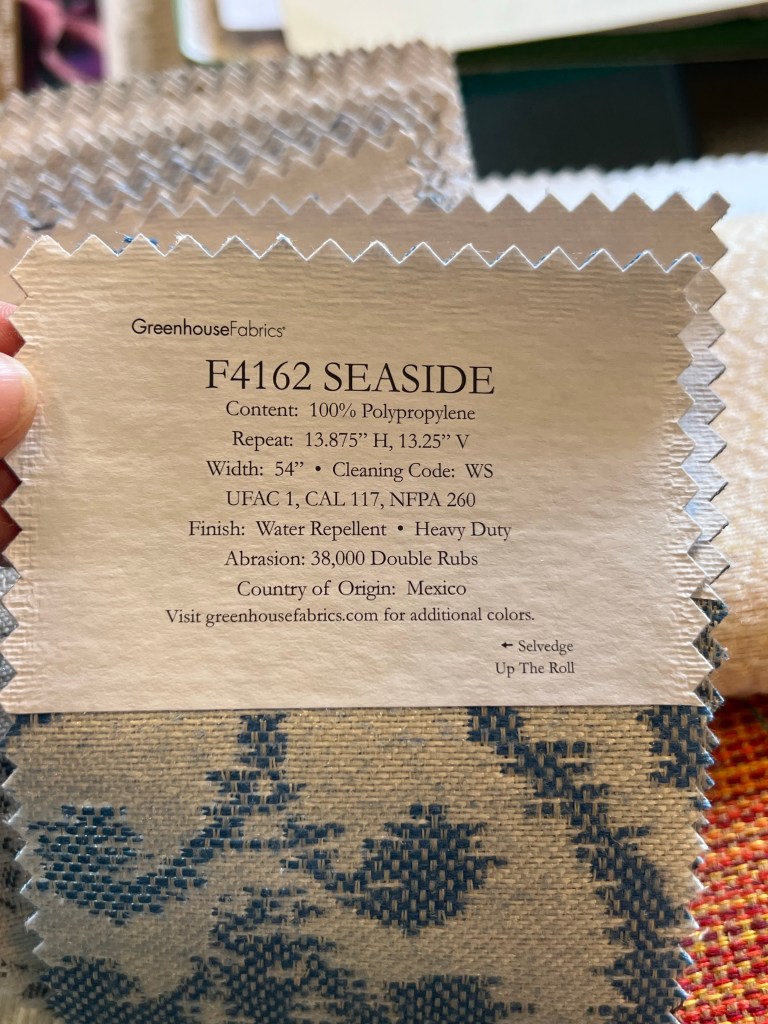 GreenhouseFabrics
F4162 SEASIDE
Content: 100% Polypropylene
Repeat: 13.875” H, 13.25” V
Width: 54” • Cleaning Code: WS
UFAC 1, CAL 117, NFPA 260
Finish: Water Repellent • Heavy Duty
Abrasion: 38,000 Double Rubs
Country of Origin: Mexico
Visit greenhousefabrics.com for additional colors.
← Selvedge
Up The Roll